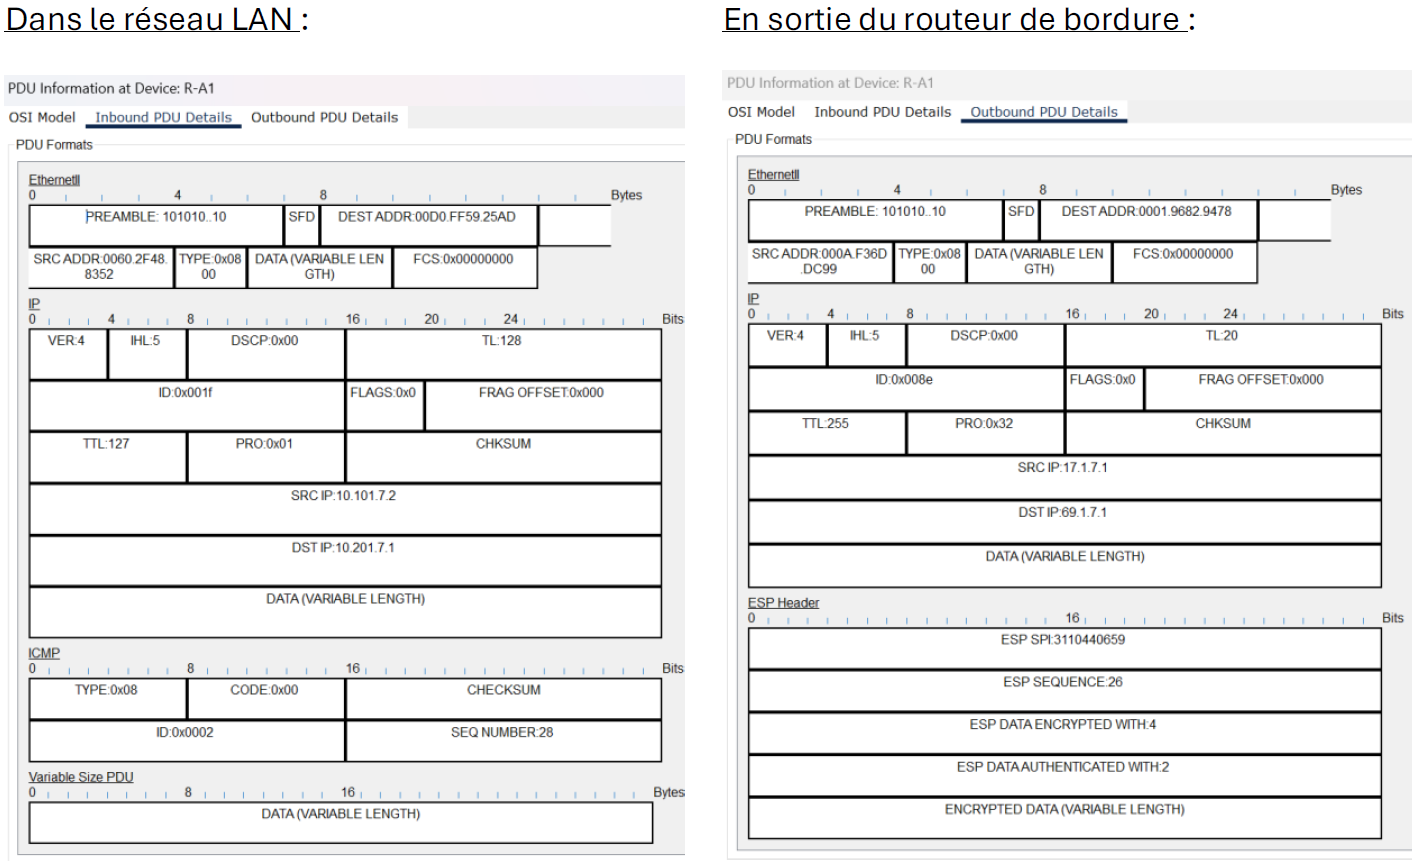 Dans le réseau LAN :
PDU Information at Device: R-A1
OSI Model Inbound PDU Details Outbound PDU Details
PDU Formats
EthernetII
0 4 8 Bytes
PREAMBLE: 101010..10 SFD DEST ADDR:00D0.FF59.25AD
SRC ADDR:0060.2F48.8352 TYPE:0x0800 DATA (VARIABLE LENGTH) FCS:0x00000000
IP
0 4 8 16 20 24 Bits
VER:4 IHL:5 DSCP:0x00 TL:128
ID:0x001f FLAGS:0x0 FRAG OFFSET:0x000
TTL:127 PRO:0x01 CHKSUM
SRC IP:10.101.7.2
DST IP:10.201.7.1
DATA (VARIABLE LENGTH)
ICMP
0 8 16 Bits
TYPE:0x08 CODE:0x00 CHECKSUM
ID:0x0002 SEQ NUMBER:28
Variable Size PDU
0 8 16 Bytes
DATA (VARIABLE LENGTH)
En sortie du routeur de bordure :
PDU Information at Device: R-A1
OSI Model Inbound PDU Details Outbound PDU Details
PDU Formats
EthernetII
0 4 8 Bytes
PREAMBLE: 101010..10 SFD DEST ADDR:0001.9682.9478
SRC ADDR:000A.F36D.DC99 TYPE:0x0800 DATA (VARIABLE LENGTH) FCS:0x00000000
IP
0 4 8 16 20 24 Bits
VER:4 IHL:5 DSCP:0x00 TL:20
ID:0x008e FLAGS:0x0 FRAG OFFSET:0x000
TTL:255 PRO:0x32 CHKSUM
SRC IP:17.1.7.1
DST IP:69.1.7.1
DATA (VARIABLE LENGTH)
ESP Header
0 16 Bits
ESP SPI:3110440659
ESP SEQUENCE:26
ESP DATA ENCRYPTED WITH:4
ESP DATA AUTHENTICATED WITH:2
ENCRYPTED DATA (VARIABLE LENGTH)